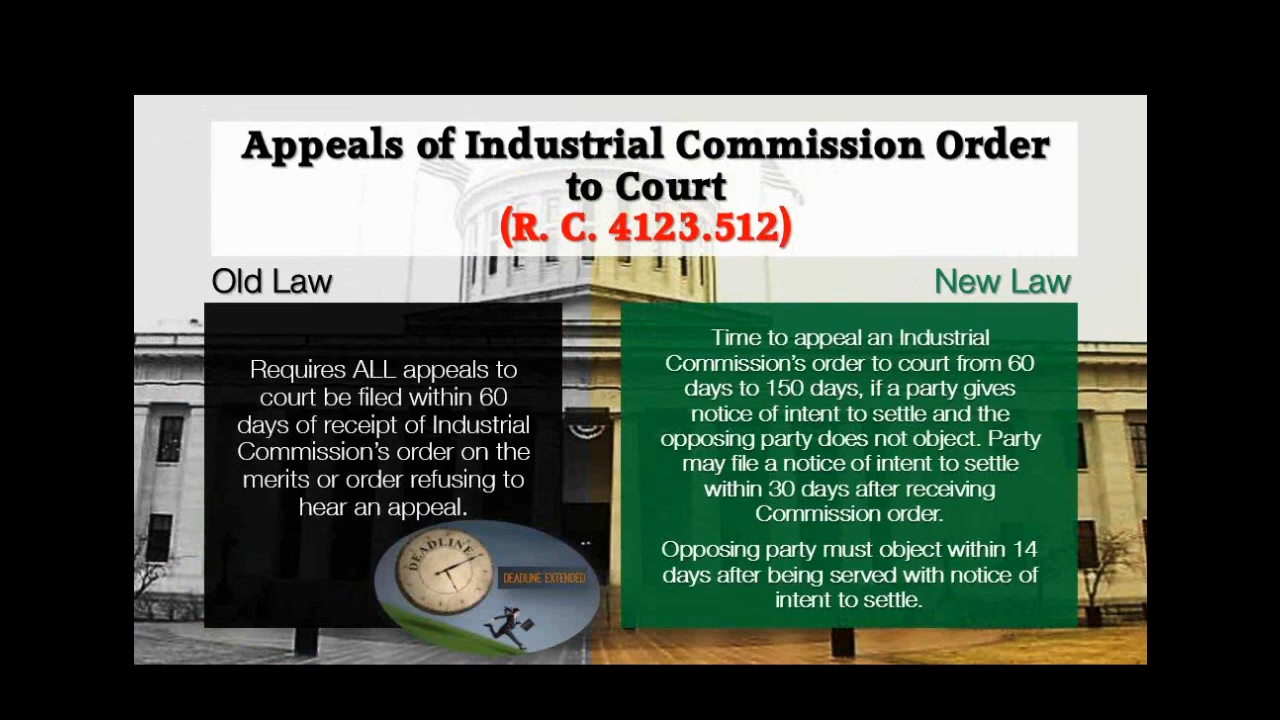 Appeals of Industrial Commission Order
to Court
(R. C. 4123.512)
Old Law
Requires ALL appeals to
court be filed within 60
days of receipt of Industrial
Commission's order on the
merits or order refusing to
hear an appeal.
DEADLINE
DEADLINE EXTENDED
New Law
Time to appeal an Industrial
Commission's order to court from 60
days to 150 days, if a party gives
notice of intent to settle and the
opposing party does not object. Party
may file a notice of intent to settle
within 30 days after receiving
Commission order.
Opposing party must object within 14
days after being served with notice of
intent to settle.